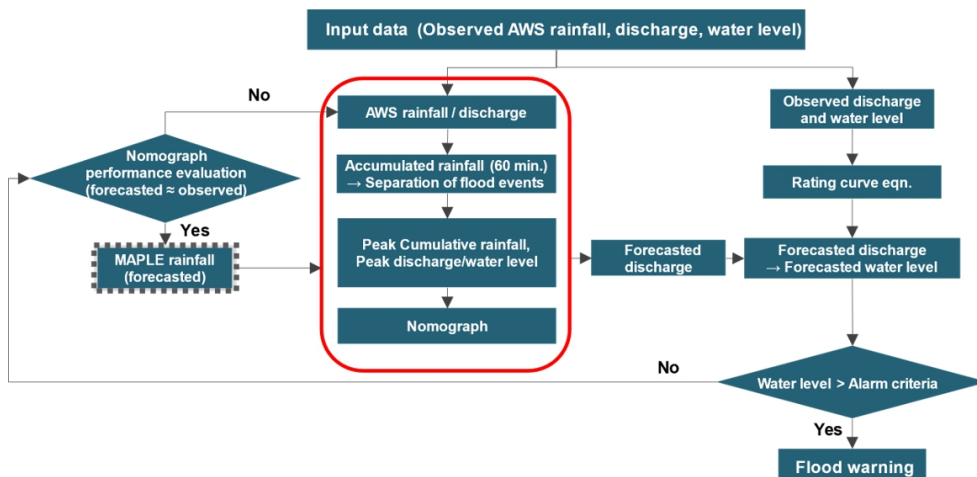 Input data (Observed AWS rainfall, discharge, water level)
No
AWS rainfall / discharge
Observed discharge
and water level
Nomograph
performance evaluation
(forecasted ≈ observed)
Accumulated rainfall (60 min.)
→ Separation of flood events
Rating curve eqn.
Yes
MAPLE rainfall
(forecasted)
Peak Cumulative rainfall,
Peak discharge/water level
Forecasted
discharge
Forecasted discharge
→ Forecasted water level
Nomograph
No
Water level > Alarm criteria
Yes
Flood warning